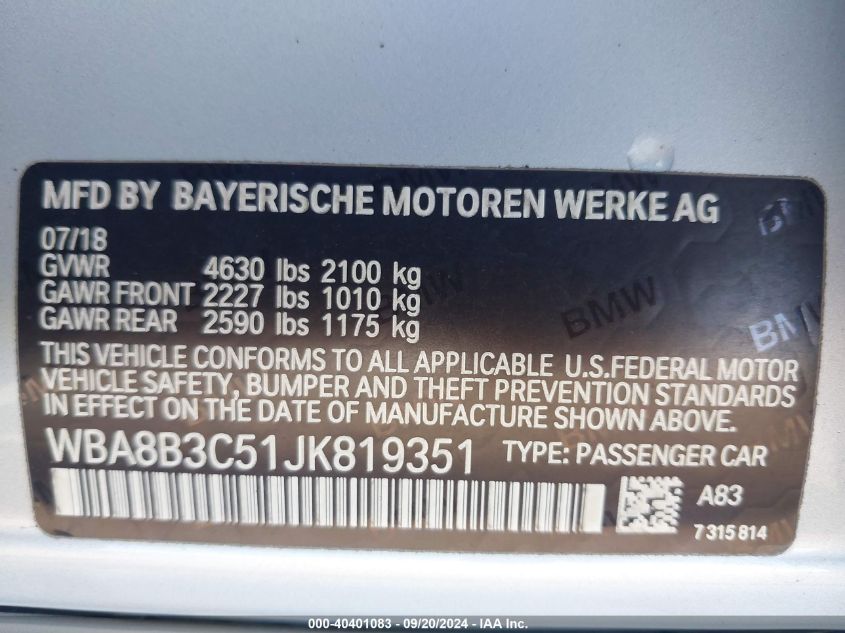 MFD BY BAYERISCHE MOTOREN WERKE AG
07/18
GVWR 4630 lbs 2100 kg
GAWR FRONT 2227 lbs 1010 kg
GAWR REAR 2590 lbs 1175 kg
BMW
BMW
THIS VEHICLE CONFORMS TO ALL APPLICABLE U.S.FEDERAL MOTOR
VEHICLE SAFETY, BUMPER AND THEFT PREVENTION STANDARDS
IN EFFECT ON THE DATE OF MANUFACTURE SHOWN ABOVE.
WBA8B3C51JK819351 TYPE: PASSENGER CAR
A83
7 315 814
000-40401083 - 09/20/2024 - IAA Inc.